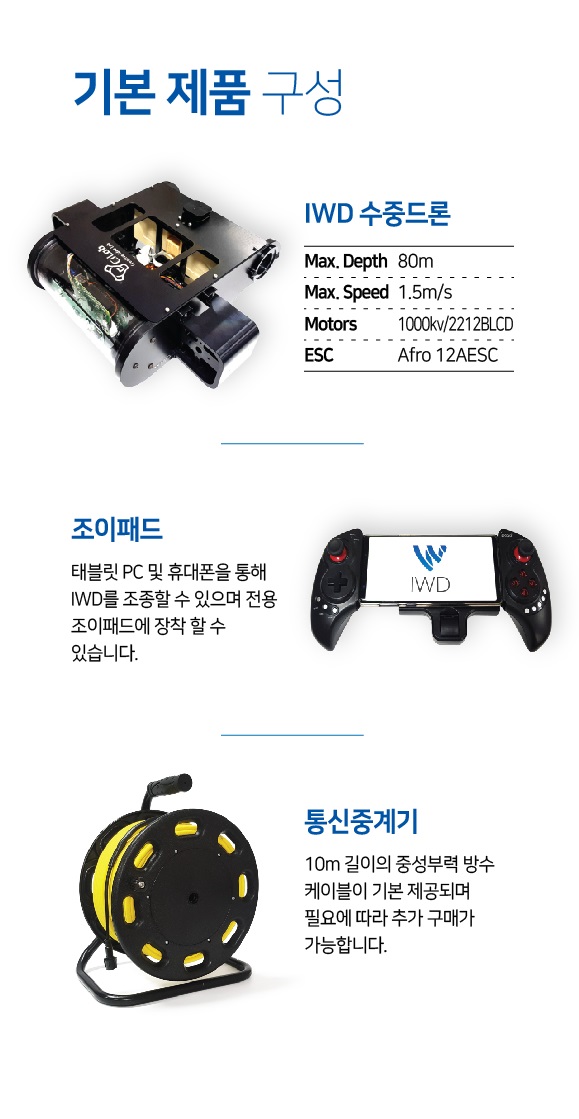 기본 제품 구성
IWD 수중드론
Max. Depth 80m
Max. Speed 1.5m/s
Motors 1000kv/2212BLCD
ESC Afro 12AESC
조이패드
태블릿 PC 및 휴대폰을 통해
IWD를 조종할 수 있으며 전용
조이패드에 장착 할 수
있습니다.
IWD
통신중계기
10m 길이의 중성부력 방수
케이블이 기본 제공되며
필요에 따라 추가 구매가
가능합니다.